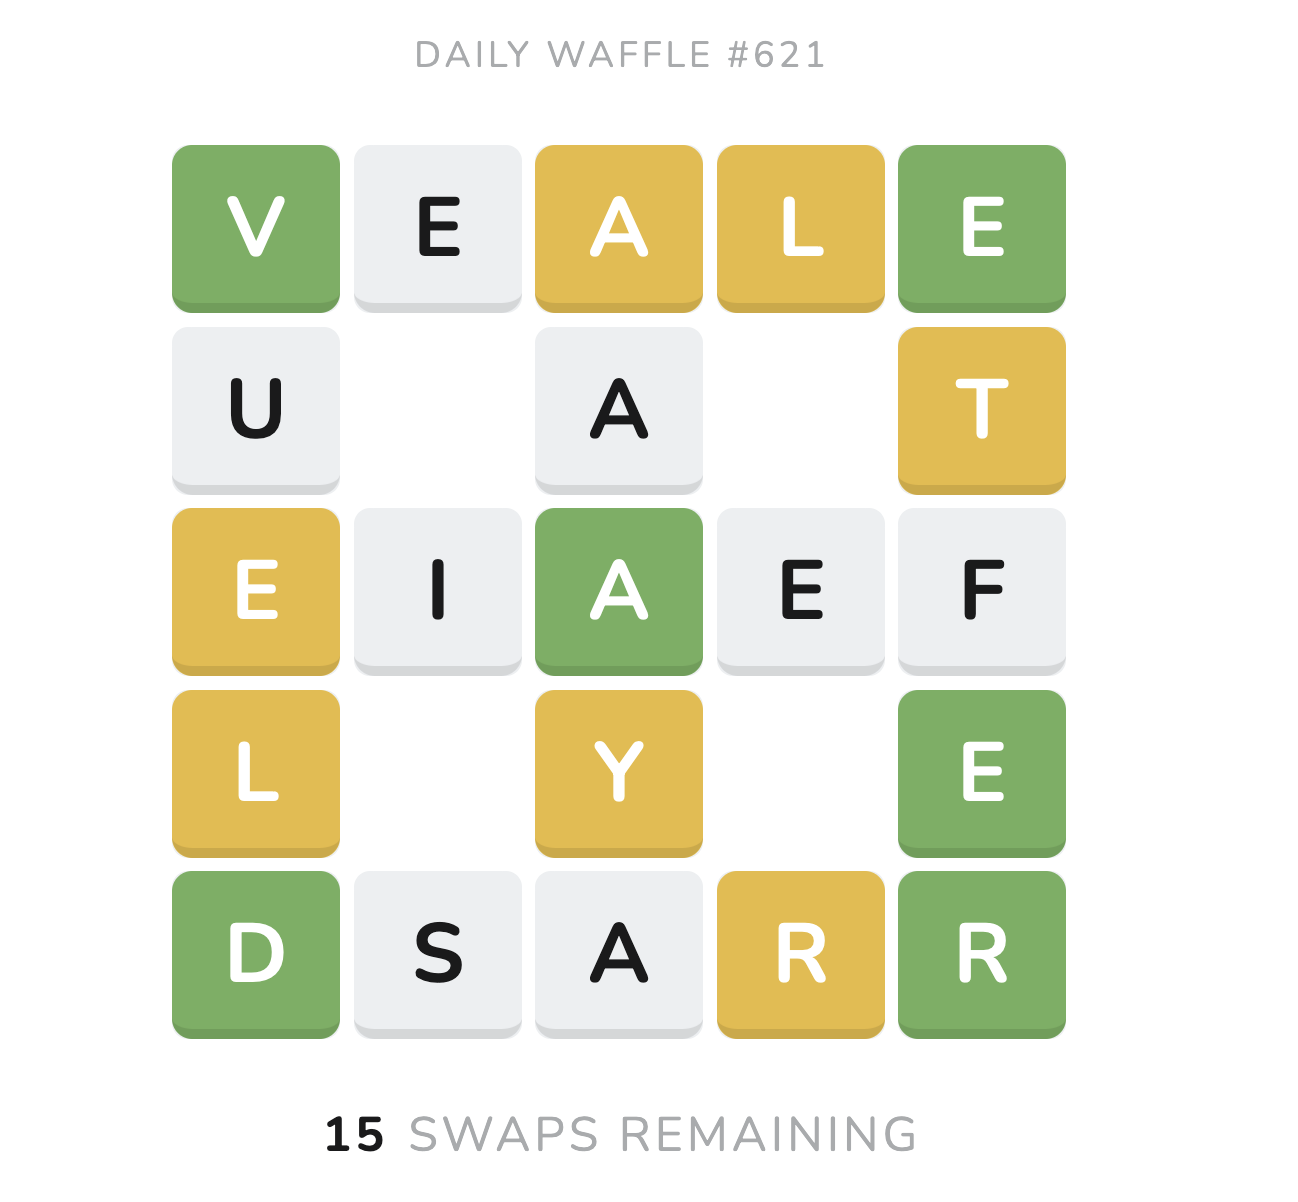 DAILY WAFFLE #621
V E A L E
U A T
E I A E F
L Y E
D S A R R
15 SWAPS REMAINING